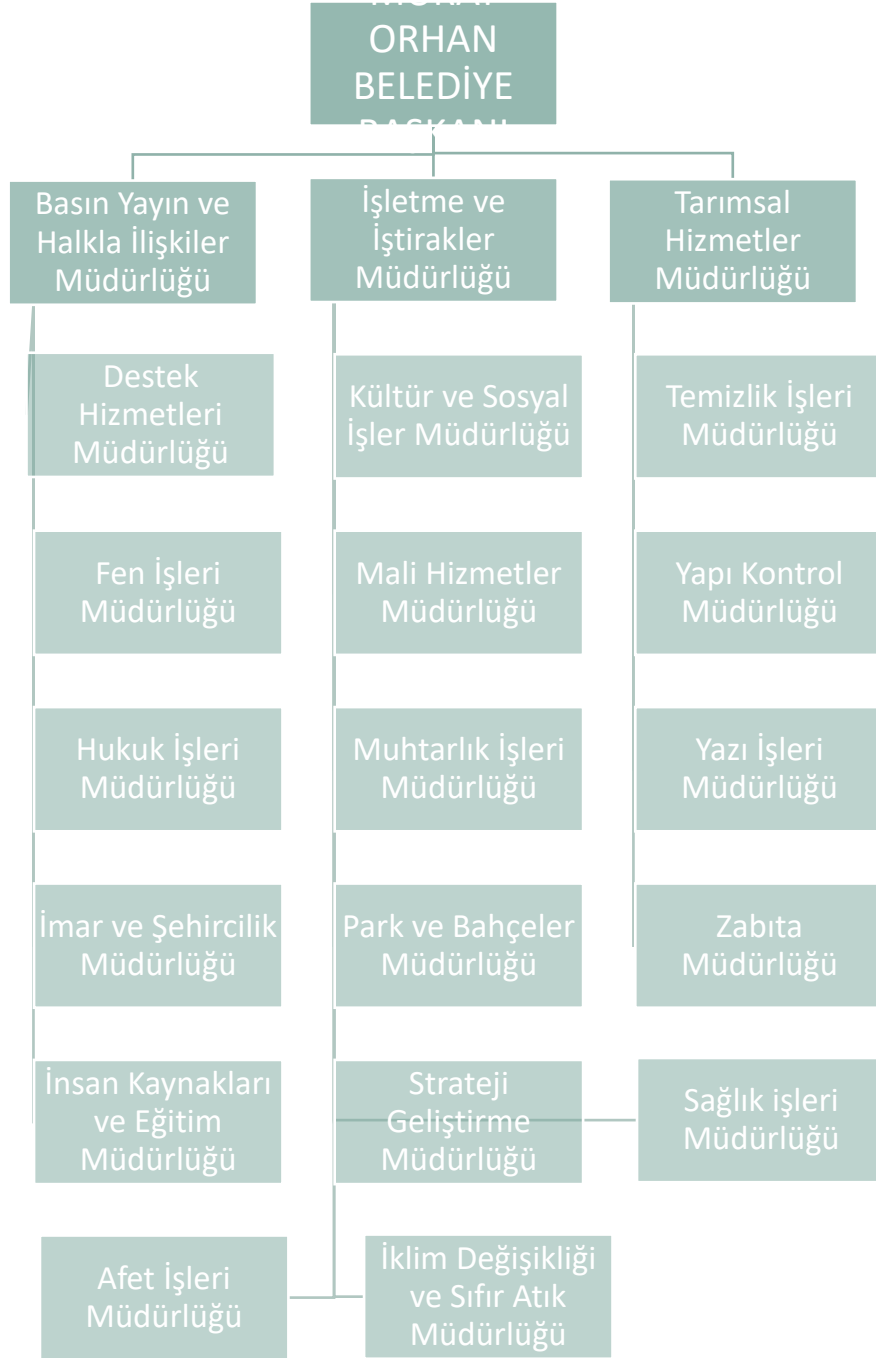 ORHAN
BELEDİYE
BAŞKANI
Basın Yayın ve
Halkla İlişkiler
Müdürlüğü
İşletme ve
İştirakler
Müdürlüğü
Tarımsal
Hizmetler
Müdürlüğü
Destek
Hizmetleri
Müdürlüğü
Kültür ve Sosyal
İşler Müdürlüğü
Temizlik İşleri
Müdürlüğü
Fen İşleri
Müdürlüğü
Mali Hizmetler
Müdürlüğü
Yapı Kontrol
Müdürlüğü
Hukuk İşleri
Müdürlüğü
Muhtarlık İşleri
Müdürlüğü
Yazı İşleri
Müdürlüğü
İmar ve Şehircilik
Müdürlüğü
Park ve Bahçeler
Müdürlüğü
Zabıta
Müdürlüğü
İnsan Kaynakları
ve Eğitim
Müdürlüğü
Strateji
Geliştirme
Müdürlüğü
Sağlık işleri
Müdürlüğü
Afet İşleri
Müdürlüğü
İklim Değişikliği
ve Sıfır Atık
Müdürlüğü